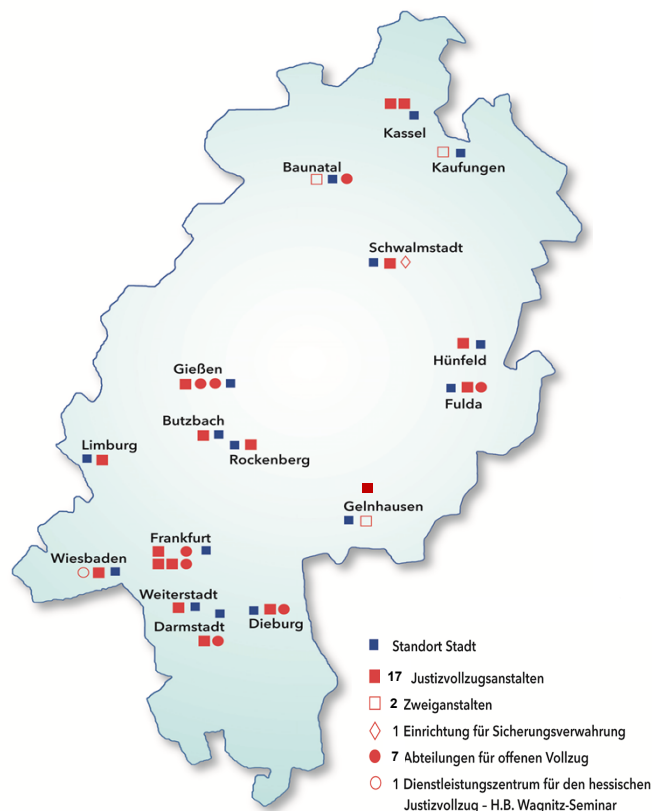 Kassel
Kaufungen
Baunatal
Schwalmstadt
Hünfeld
Gießen
Fulda
Butzbach
Limburg
Rockenberg
Gelnhausen
Frankfurt
Wiesbaden
Weiterstadt
Darmstadt
Dieburg
Standort Stadt
17 Justizvollzugsanstalten
2 Zweiganstalten
1 Einrichtung für Sicherungsverwahrung
7 Abteilungen für offenen Vollzug
1 Dienstleistungszentrum für den hessischen
Justizvollzug – H.B. Wagnitz-Seminar